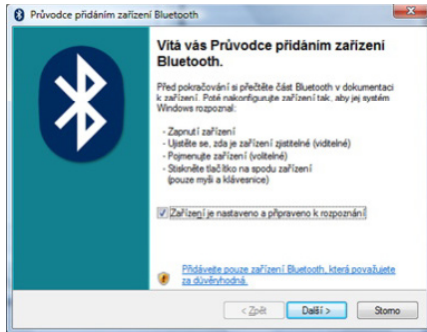 Průvodce přidáním zařízení Bluetooth
Vítá vás Průvodce přidáním zařízení
Bluetooth.
Před pokračování si přečtěte část Bluetooth v dokumentaci
k zařízení. Poté nakonfigurujte zařízení tak, aby jej systém
Windows rozpoznal:
- Zapnutí zařízení
- Ujistěte se, zda je zařízení zjistitelné (viditelné)
- Pojmenujte zařízení (volitelné)
- Stiskněte tlačítko na spodu zařízení
(pouze myši a klávesnice)
Zařízení je nastaveno a připraveno k rozpoznání
Přidávejte pouze zařízení Bluetooth, která považujete
za důvěryhodná.
< Zpět Další > Storno